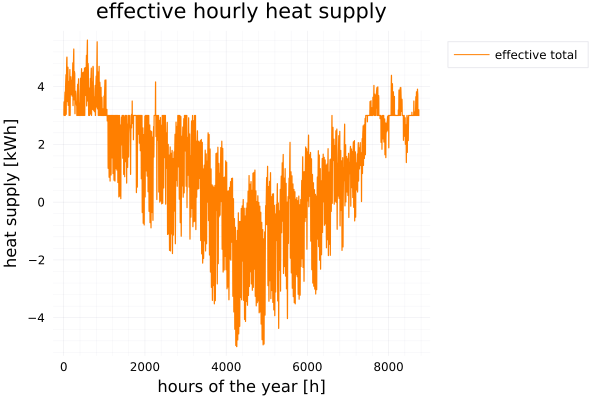 effective hourly heat supply
effective total
heat supply [kWh]
4
2
0
−2
−4
0 2000 4000 6000 8000
hours of the year [h]